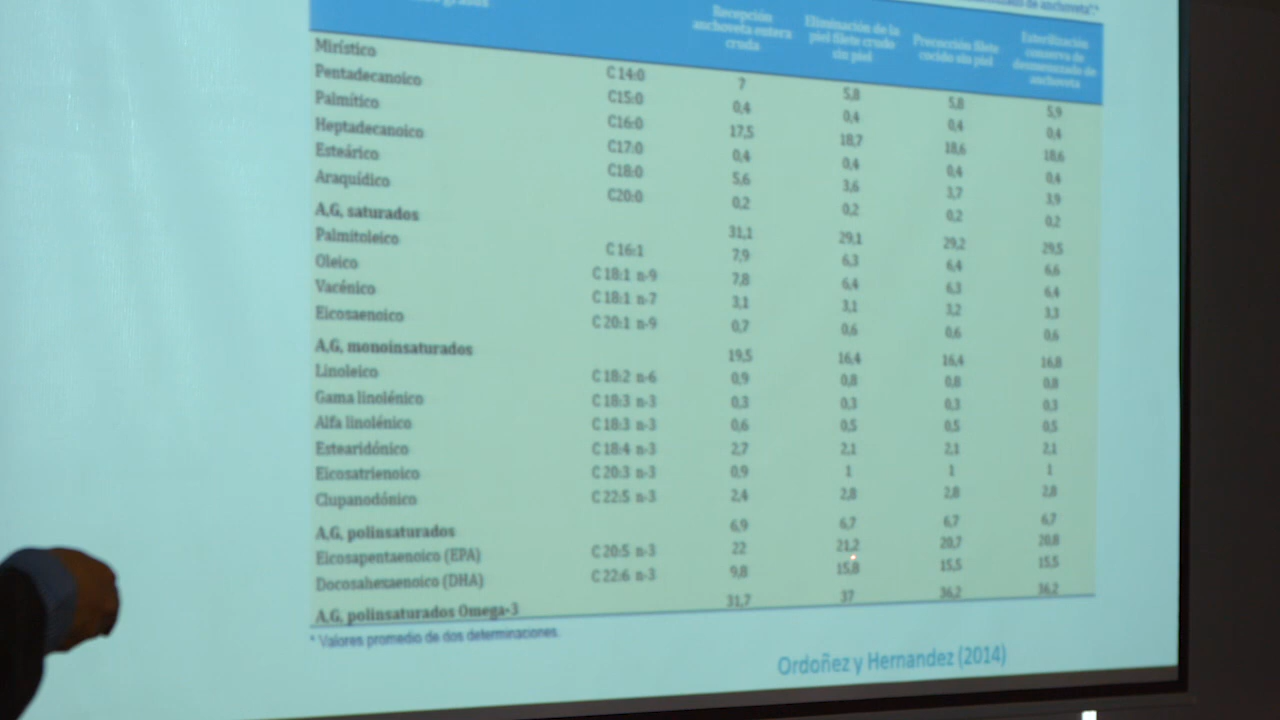 de anchoveta".*
Recepción anchoveta entera cruda
Eliminación de la piel filete crudo sin piel
Precocción filete cocido sin piel
Esterilización conserva de desmenuzado de anchoveta
Mirístico C 14:0 7 5,8 5,8 5,9
Pentadecanoico C15:0 0,4 0,4 0,4 0,4
Palmítico C16:0 17,5 18,7 18,6 18,6
Heptadecanoico C17:0 0,4 0,4 0,4 0,4
Esteárico C18:0 5,6 3,6 3,7 3,9
Araquídico C20:0 0,2 0,2 0,2 0,2
A,G, saturados 31,1 29,1 29,2 29,5
Palmitoleico C 16:1 7,9 6,3 6,4 6,6
Oleico C 18:1 n-9 7,8 6,4 6,3 6,4
Vacénico C 18:1 n-7 3,1 3,1 3,2 3,3
Eicosaenoico C 20:1 n-9 0,7 0,6 0,6 0,6
A,G, monoinsaturados 19,5 16,4 16,4 16,8
Linoleico C 18:2 n-6 0,9 0,8 0,8 0,8
Gama linolénico C 18:3 n-3 0,3 0,3 0,3 0,3
Alfa linolénico C 18:3 n-3 0,6 0,5 0,5 0,5
Estearidónico C 18:4 n-3 2,7 2,1 2,1 2,1
Eicosatrienoico C 20:3 n-3 0,9 1 1 1
Clupanodónico C 22:5 n-3 2,4 2,8 2,8 2,8
A,G, polinsaturados 6,9 6,7 6,7 6,7
Eicosapentaenoico (EPA) C 20:5 n-3 22 21,2 20,7 20,8
Docosahexaenoico (DHA) C 22:6 n-3 9,8 15,8 15,5 15,5
A,G, polinsaturados Omega-3 31,7 37 36,2 36,2
* Valores promedio de dos determinaciones.
Ordoñez y Hernandez (2014)